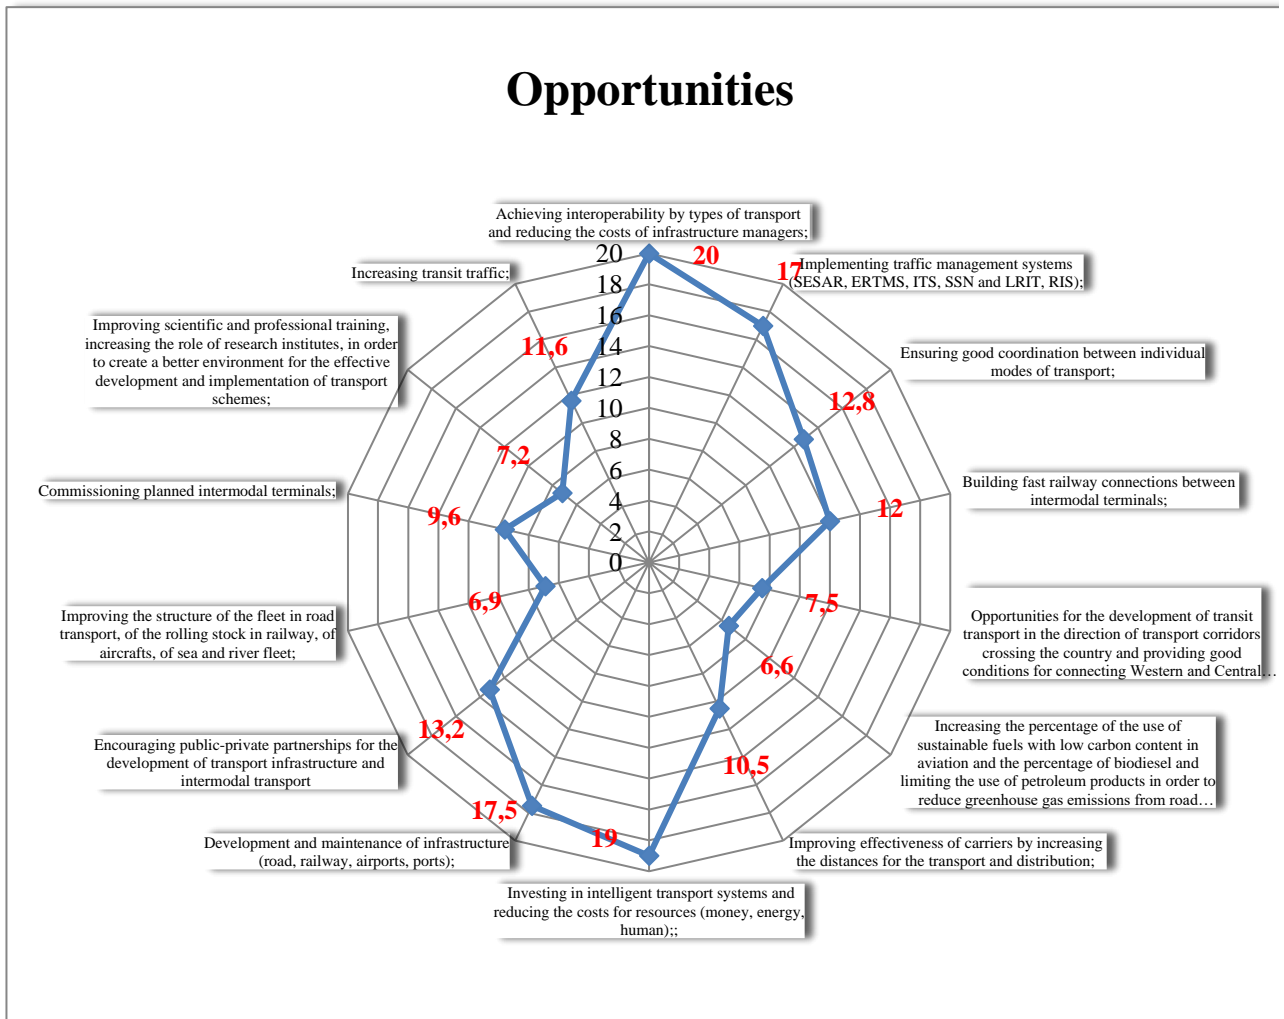 Opportunities
Achieving interoperability by types of transport
and reducing the costs of infrastructure managers;
20
18
16
14
12
10
8
6
4
2
0
20
17
Implementing traffic management systems
(SESAR, ERTMS, ITS, SSN and LRIT, RIS);
12,8
Ensuring good coordination between individual
modes of transport;
12
Building fast railway connections between
intermodal terminals;
7,5
Opportunities for the development of transit
transport in the direction of transport corridors
crossing the country and providing good
conditions for connecting Western and Central…
6,6
Increasing the percentage of the use of
sustainable fuels with low carbon content in
aviation and the percentage of biodiesel and
limiting the use of petroleum products in order to
reduce greenhouse gas emissions from road…
10,5
Improving effectiveness of carriers by increasing
the distances for the transport and distribution;
19
Investing in intelligent transport systems and
reducing the costs for resources (money, energy,
human);;
17,5
Development and maintenance of infrastructure
(road, railway, airports, ports);
13,2
Encouraging public-private partnerships for the
development of transport infrastructure and
intermodal transport
6,9
Improving the structure of the fleet in road
transport, of the rolling stock in railway, of
aircrafts, of sea and river fleet;
9,6
Commissioning planned intermodal terminals;
7,2
Improving scientific and professional training,
increasing the role of research institutes, in order
to create a better environment for the effective
development and implementation of transport
schemes;
11,6
Increasing transit traffic;